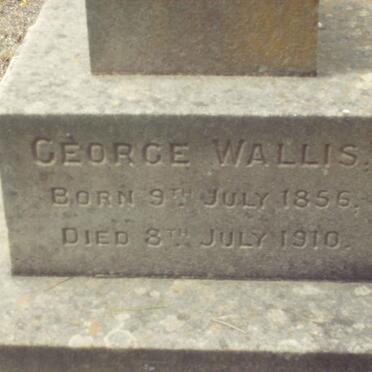 GEORGE WALLIS.
BORN 9TH JULY 1856.
DIED 8TH JULY 1910.